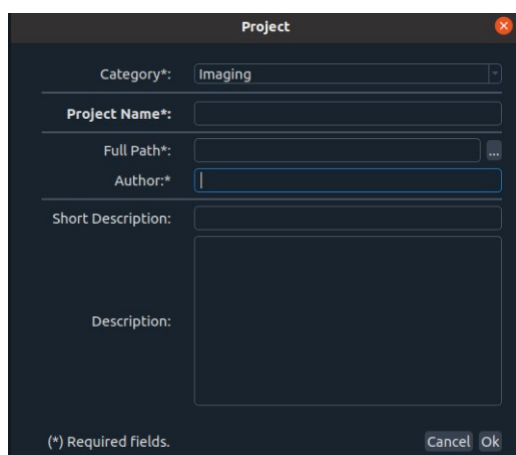 Project
Category*: Imaging
Project Name*:
Full Path*: ...
Author:*
Short Description:
Description:
(*) Required fields.
Cancel Ok